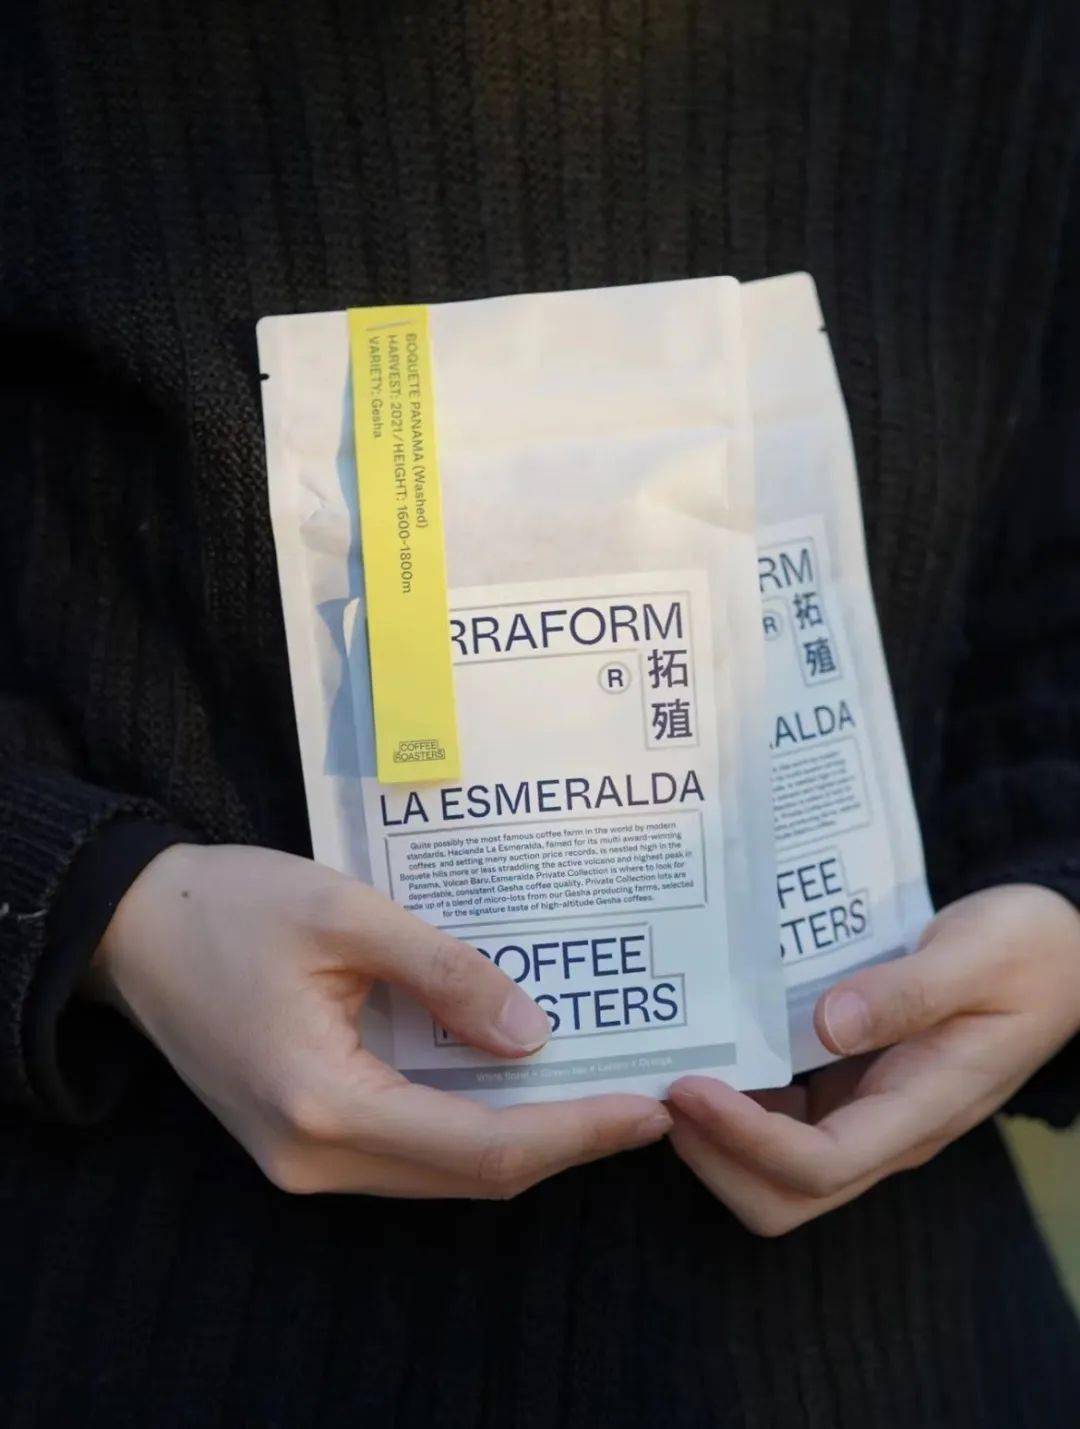 BOQUETE PANAMA (Washed)
HARVEST: 2021 / HEIGHT: 1600-1800m
VARIETY: Gesha
COFFEE
ROASTERS
RRAFORM
R
拓
殖
LA ESMERALDA
Quite possibly the most famous coffee farm in the world by modern
standards, Hacienda La Esmeralda, famed for its multi award-winning
coffees and setting many auction price records, is nestled high in the
Boquete hills more or less straddling the active volcano and highest peak in
Panama, Volcan Baru.Esmeralda Private Collection is where to look for
dependable, consistent Gesha coffee quality. Private Collection lots are
made up of a blend of micro-lots from our Gesha producing farms, selected
for the signature taste of high-altitude Gesha coffees.
COFFEE
STERS
RM
R
拓
殖
ALDA
FEE
STERS